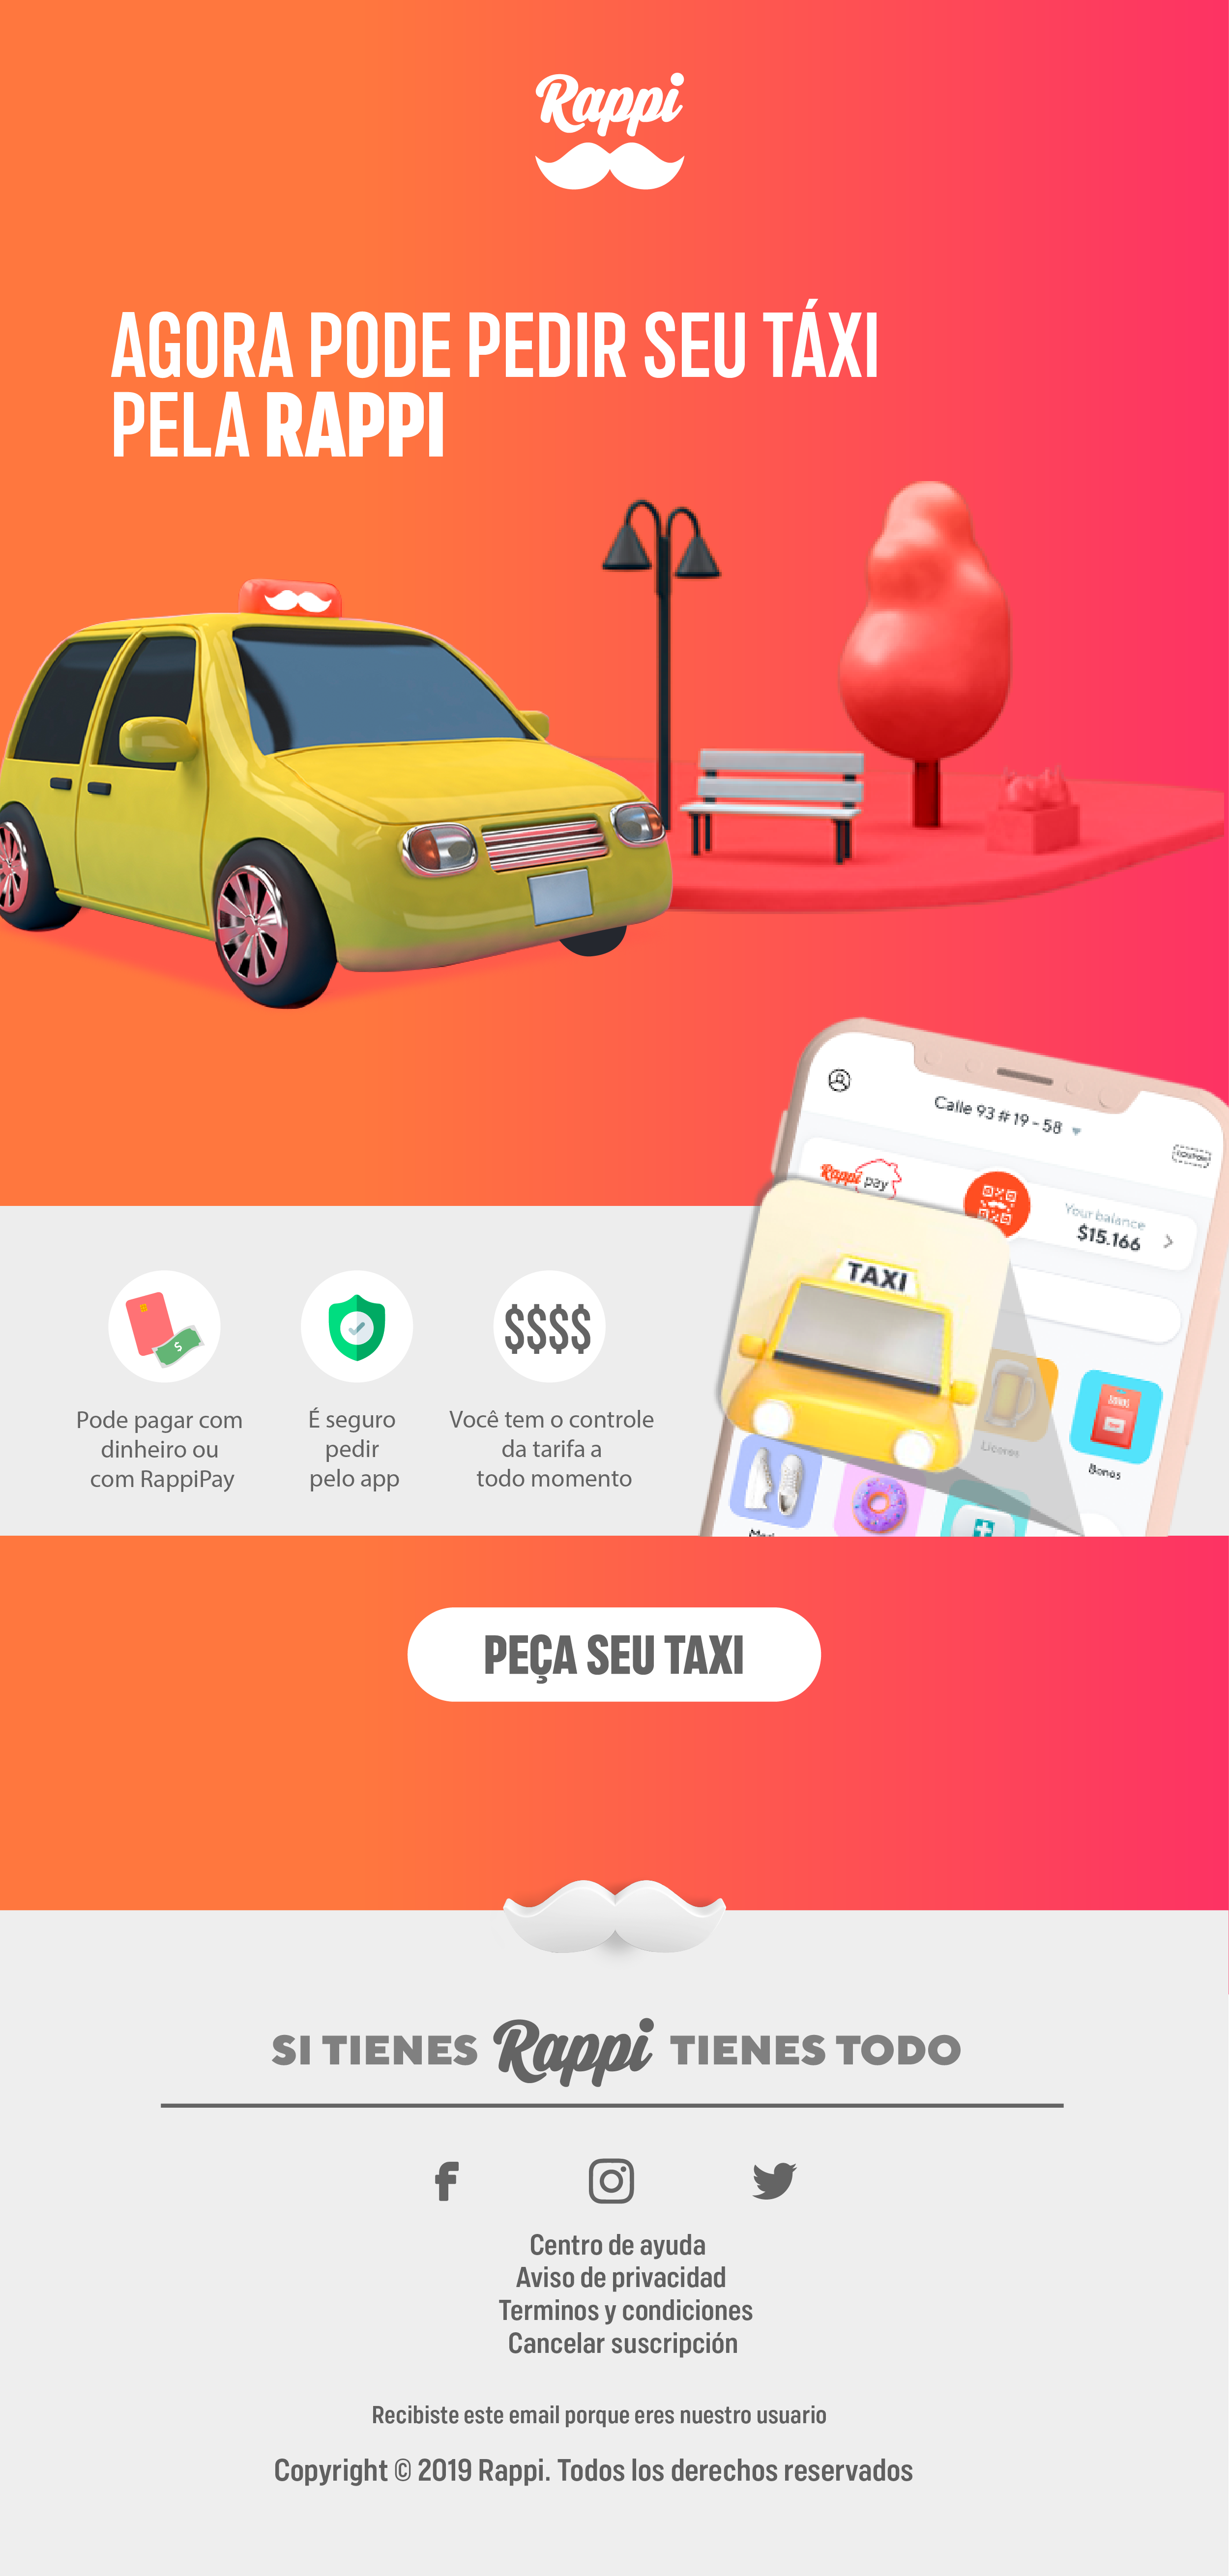 Rappi
AGORA PODE PEDIR SEU TÁXI
PELA RAPPI
Calle 93 # 19 - 58
Rappi pay
Your balance
$15.166
TAXI
Licores
Bonos
$$$$
Pode pagar com
dinheiro ou
com RappiPay
É seguro
pedir
pelo app
Você tem o controle
da tarifa a
todo momento
PEÇA SEU TAXI
SI TIENES Rappi TIENES TODO
Centro de ayuda
Aviso de privacidad
Terminos y condiciones
Cancelar suscripción
Recibiste este email porque eres nuestro usuario
Copyright © 2019 Rappi. Todos los derechos reservados